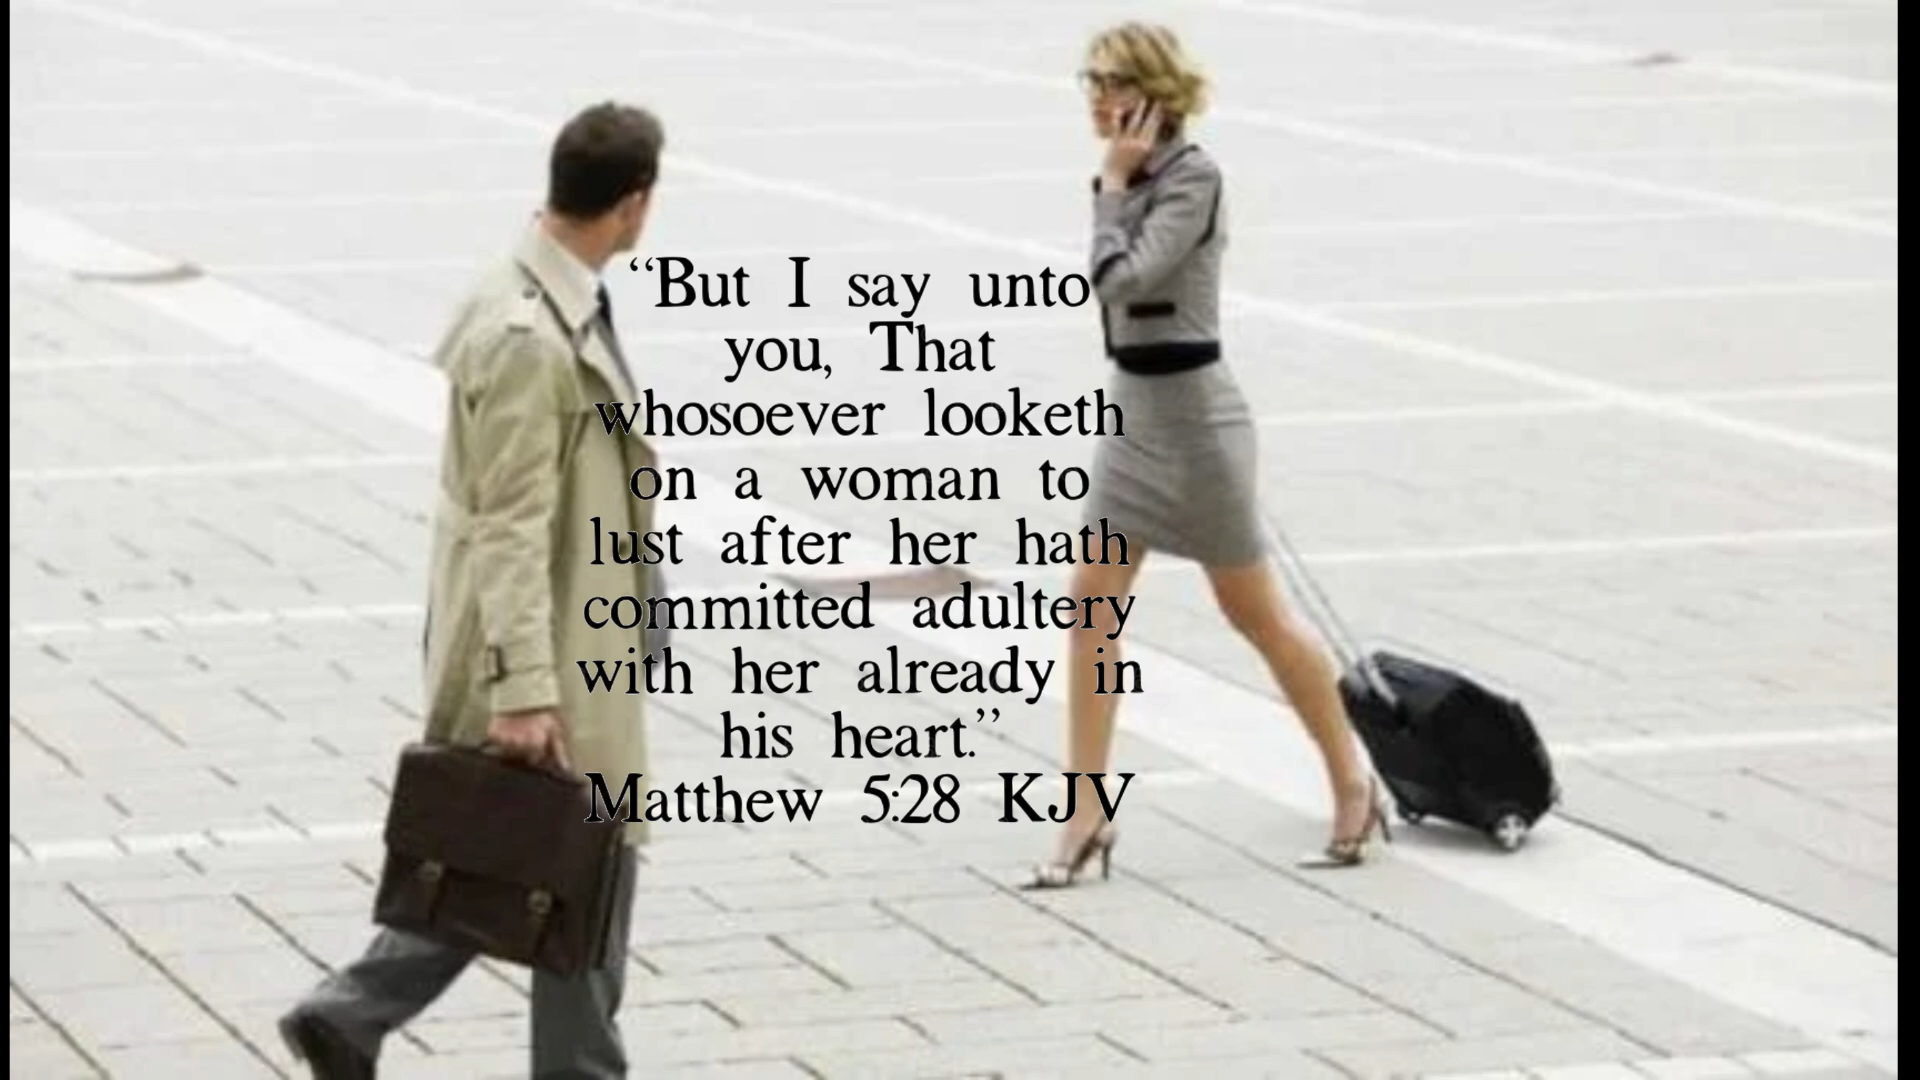 “But I say unto
you, That
whosoever looketh
on a woman to
lust after her hath
committed adultery
with her already in
his heart.”
Matthew 5:28 KJV